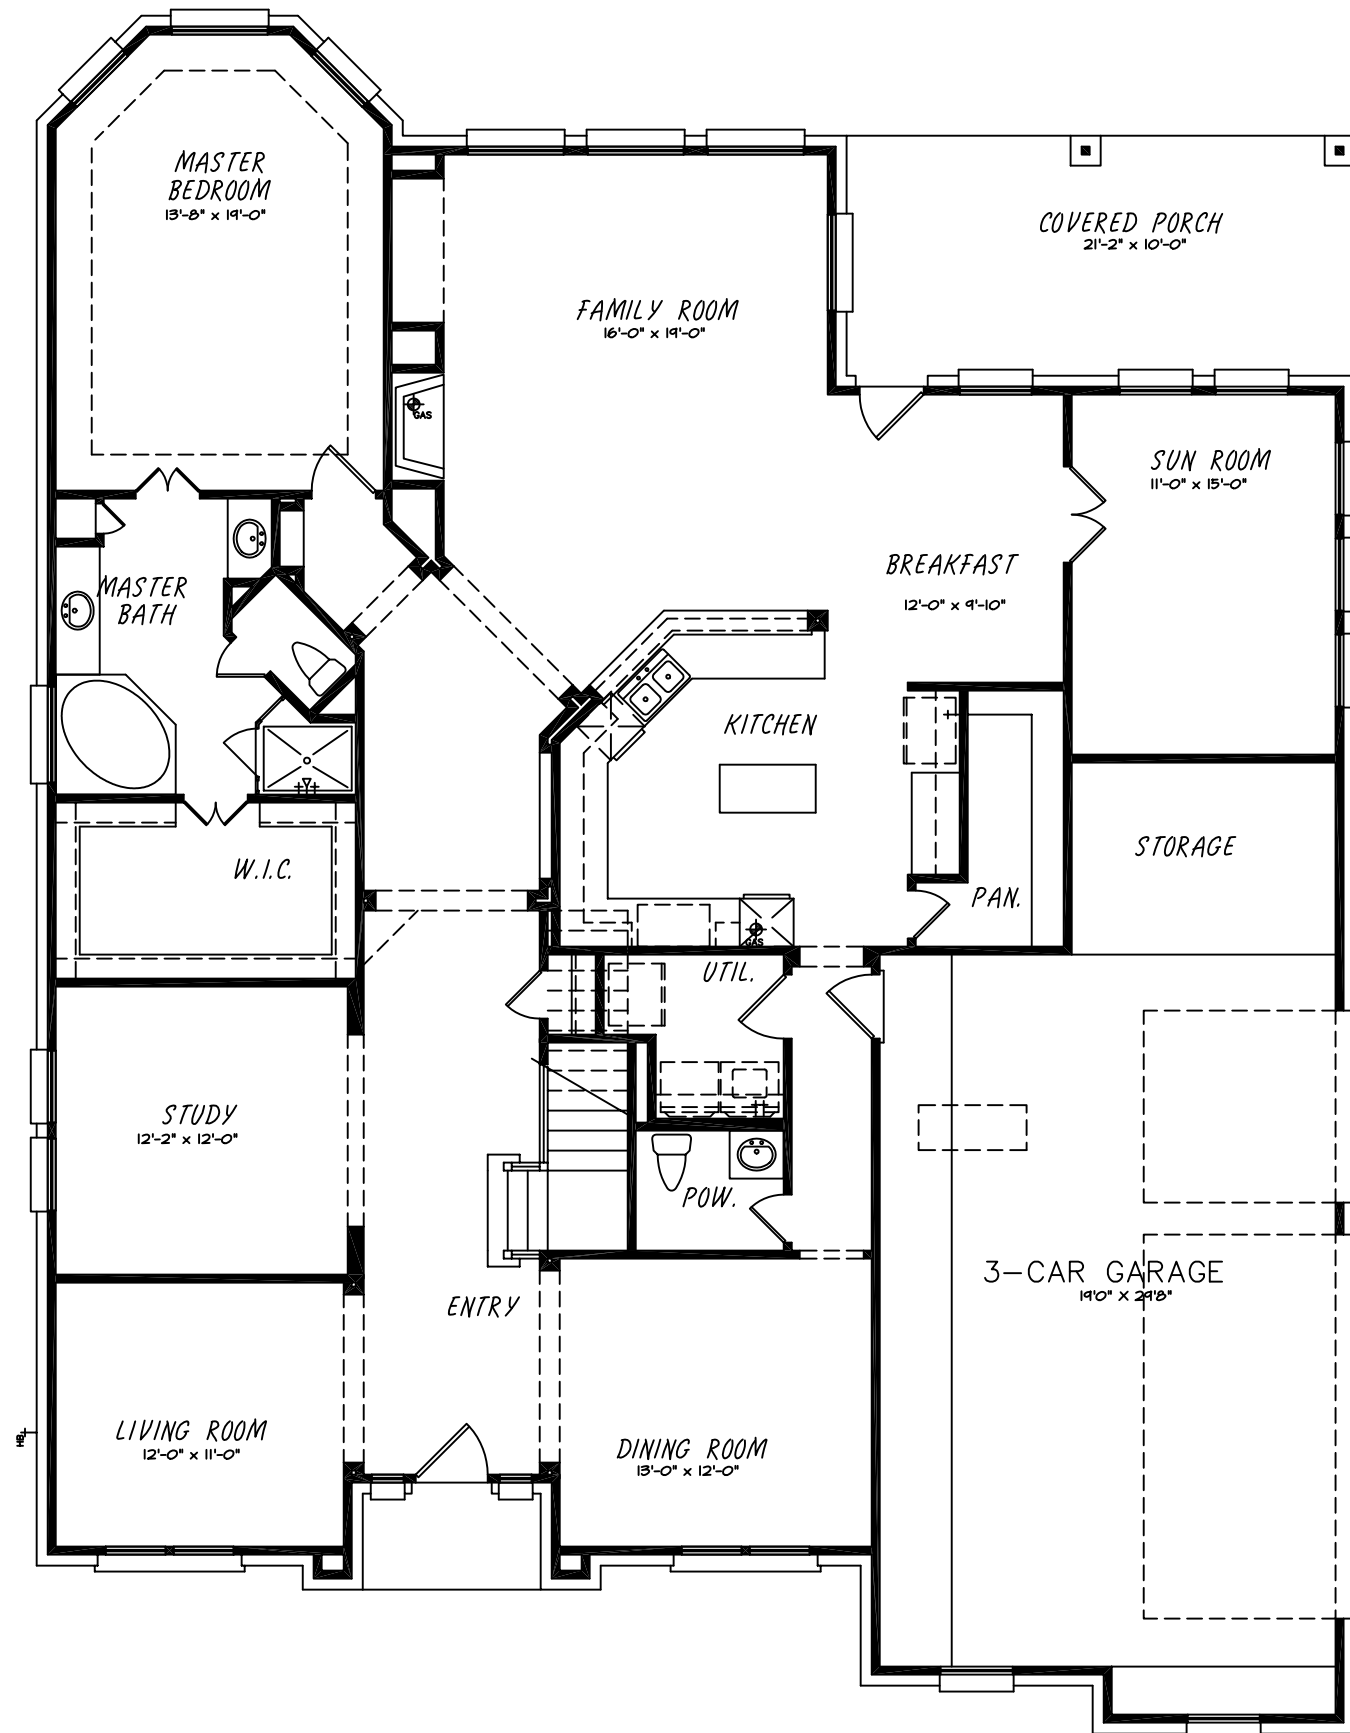 MASTER
BEDROOM
13'-8" x 19'-0"
COVERED PORCH
21'-2" x 10'-0"
FAMILY ROOM
16'-0" x 19'-0"
GAS
SUN ROOM
11'-0" x 15'-0"
BREAKFAST
12'-0" x 9'-10"
MASTER
BATH
KITCHEN
STORAGE
W.I.C.
PAN.
GAS
UTIL.
STUDY
12'-2" x 12'-0"
POW.
3-CAR GARAGE
19'0" X 29'8"
ENTRY
LIVING ROOM
12'-0" x 11'-0"
HB
DINING ROOM
13'-0" x 12'-0"